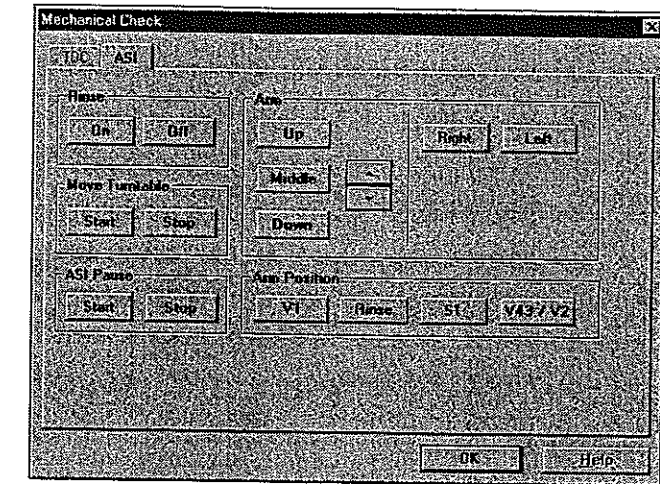 Mechanical Check
TDC ASI
Rinse
On Off
Arm
Up
Middle
Down
Right Left
Move Turntable
Start Stop
ASI Pause
Start Stop
Arm Position
V1 Rinse S1 V43 / V2
OK Help